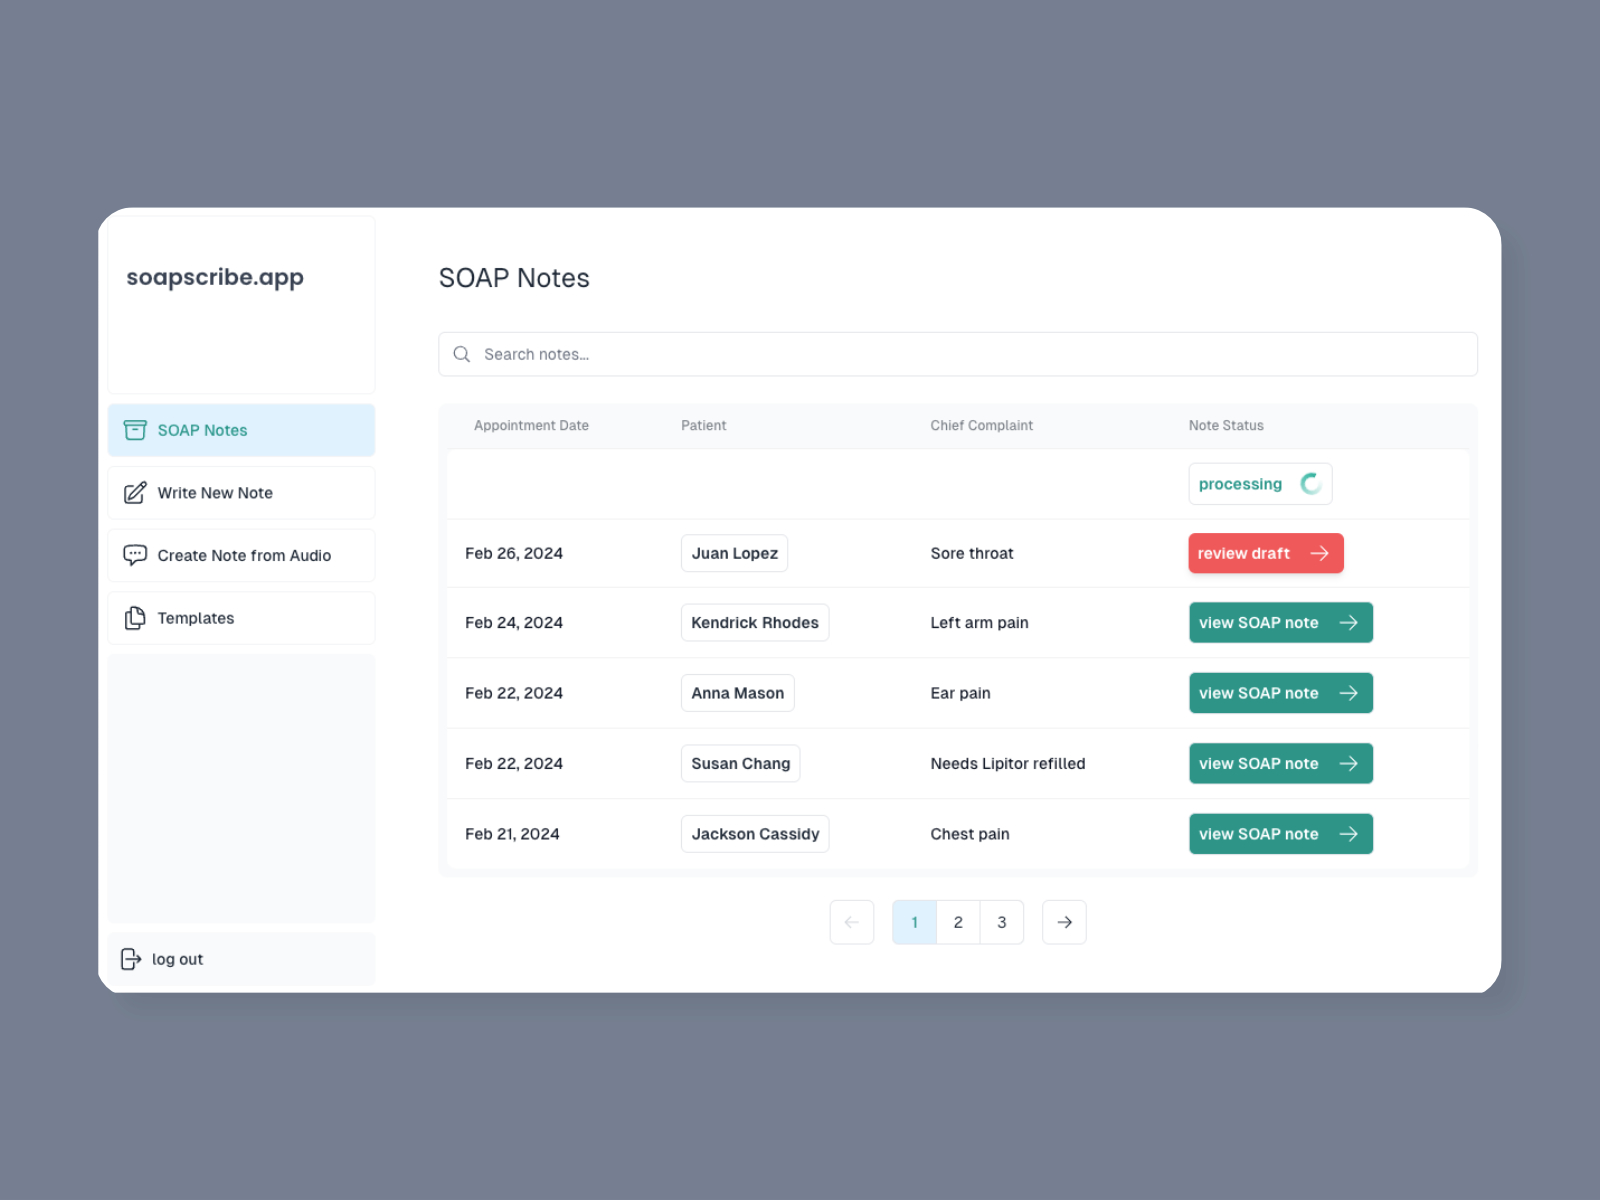 soapscribe.app
SOAP Notes
Write New Note
Create Note from Audio
Templates
log out
SOAP Notes
Search notes...
Appointment Date Patient Chief Complaint Note Status
processing
Feb 26, 2024 Juan Lopez Sore throat review draft
Feb 24, 2024 Kendrick Rhodes Left arm pain view SOAP note
Feb 22, 2024 Anna Mason Ear pain view SOAP note
Feb 22, 2024 Susan Chang Needs Lipitor refilled view SOAP note
Feb 21, 2024 Jackson Cassidy Chest pain view SOAP note
1 2 3